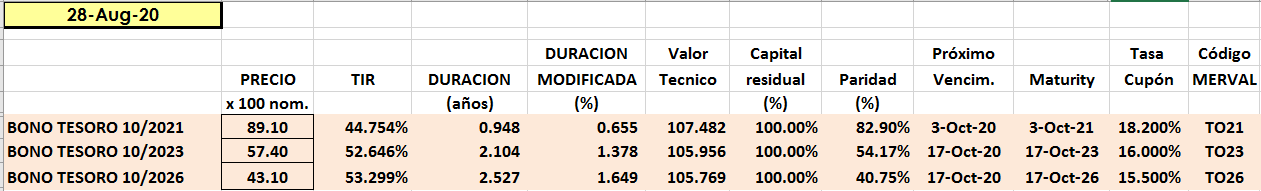 28-Aug-20
DURACION Valor Capital Próximo Tasa Código
PRECIO TIR DURACION MODIFICADA Tecnico residual Paridad Vencim. Maturity Cupón MERVAL
x 100 nom. (años) (%) (%) (%)
BONO TESORO 10/2021 89.10 44.754% 0.948 0.655 107.482 100.00% 82.90% 3-Oct-20 3-Oct-21 18.200% TO21
BONO TESORO 10/2023 57.40 52.646% 2.104 1.378 105.956 100.00% 54.17% 17-Oct-20 17-Oct-23 16.000% TO23
BONO TESORO 10/2026 43.10 53.299% 2.527 1.649 105.769 100.00% 40.75% 17-Oct-20 17-Oct-26 15.500% TO26